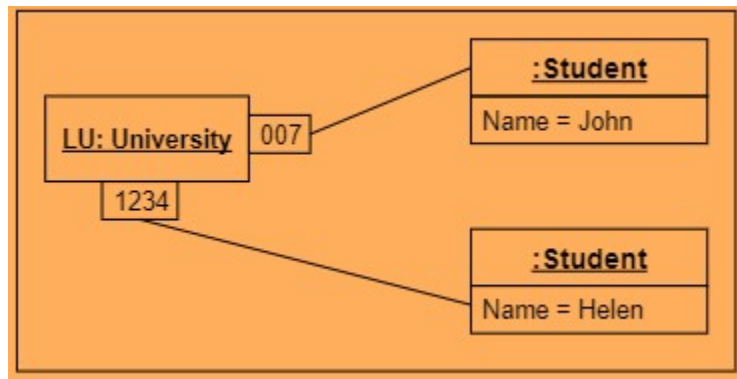 :Student
Name = John
LU: University
007
1234
:Student
Name = Helen